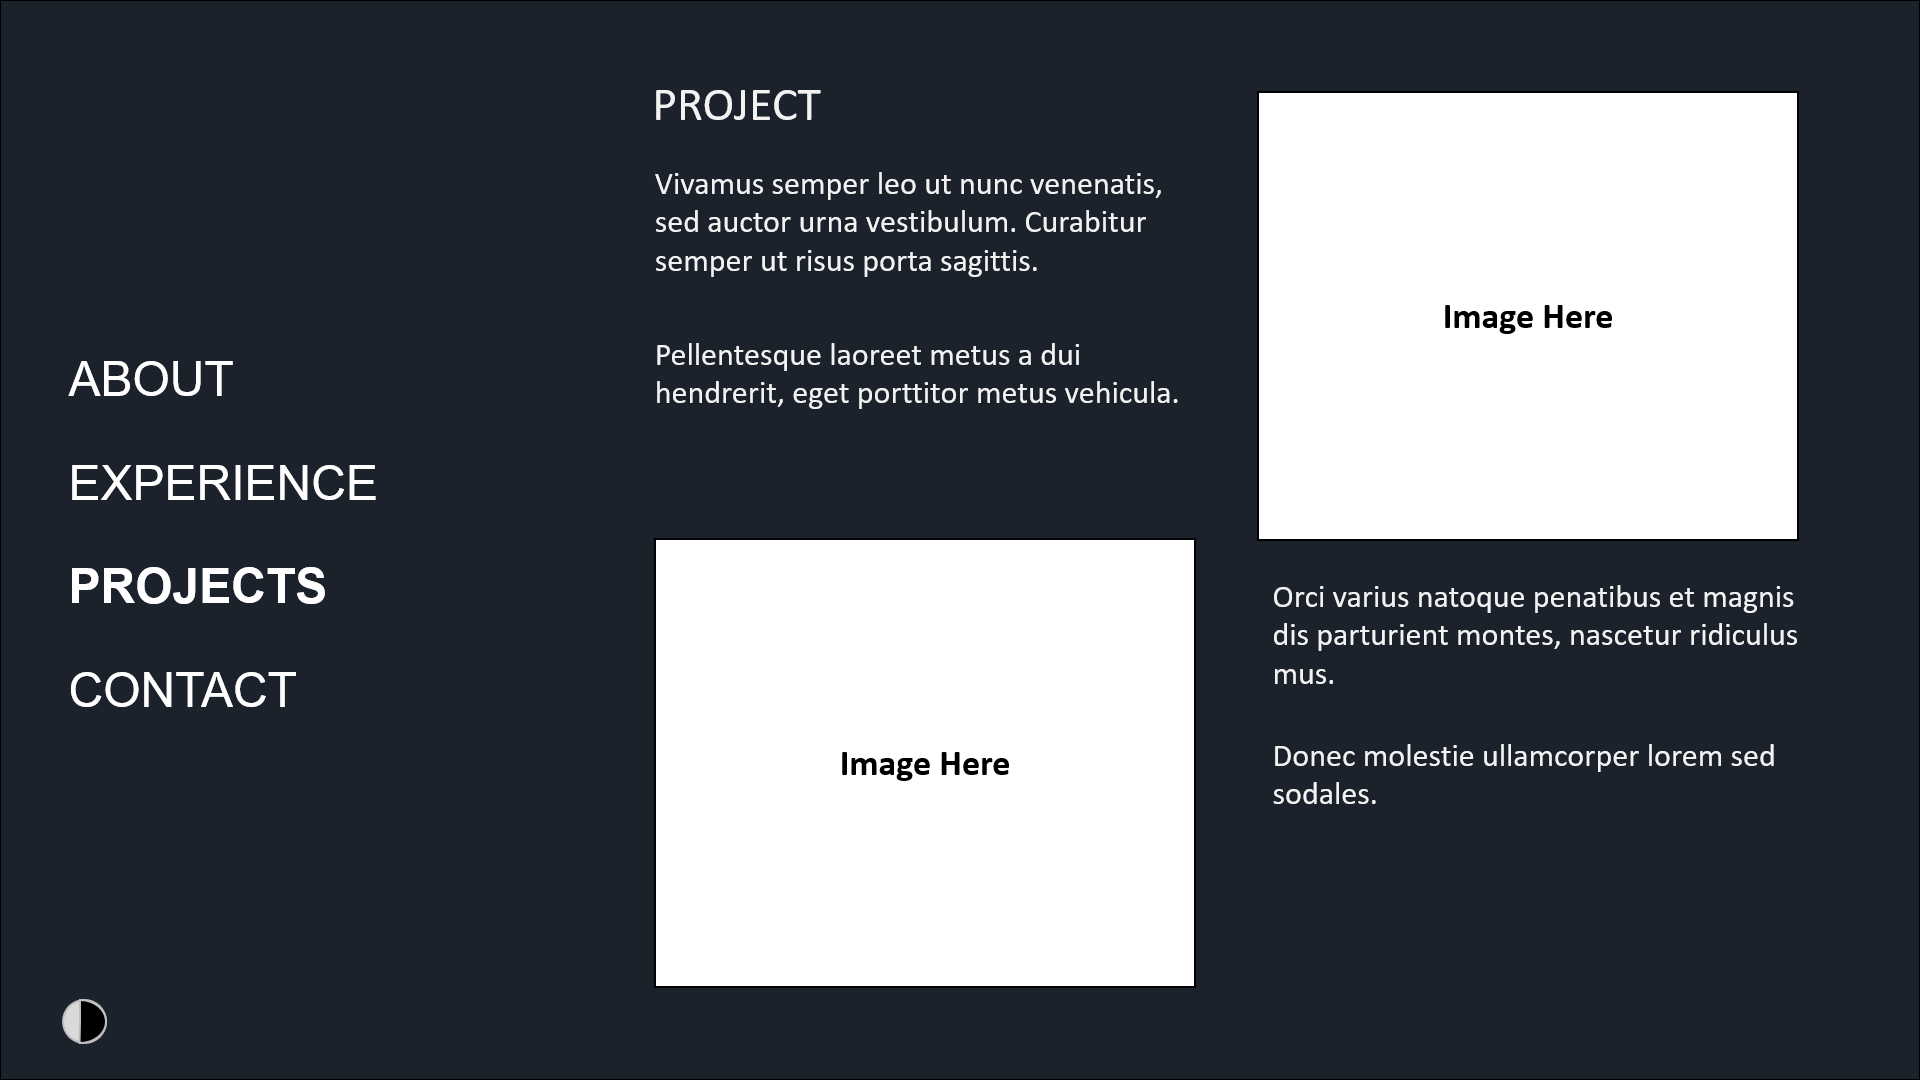 ABOUT
EXPERIENCE
PROJECTS
CONTACT
PROJECT
Vivamus semper leo ut nunc venenatis,
sed auctor urna vestibulum. Curabitur
semper ut risus porta sagittis.
Pellentesque laoreet metus a dui
hendrerit, eget porttitor metus vehicula.
Image Here
Image Here
Orci varius natoque penatibus et magnis
dis parturient montes, nascetur ridiculus
mus.
Donec molestie ullamcorper lorem sed
sodales.